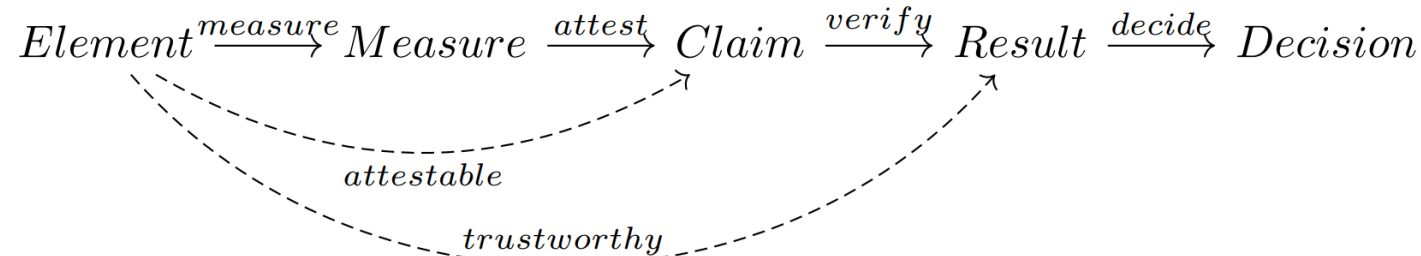 measure attest verify decide
Element Measure Claim Result Decision
attestable
trustworthy